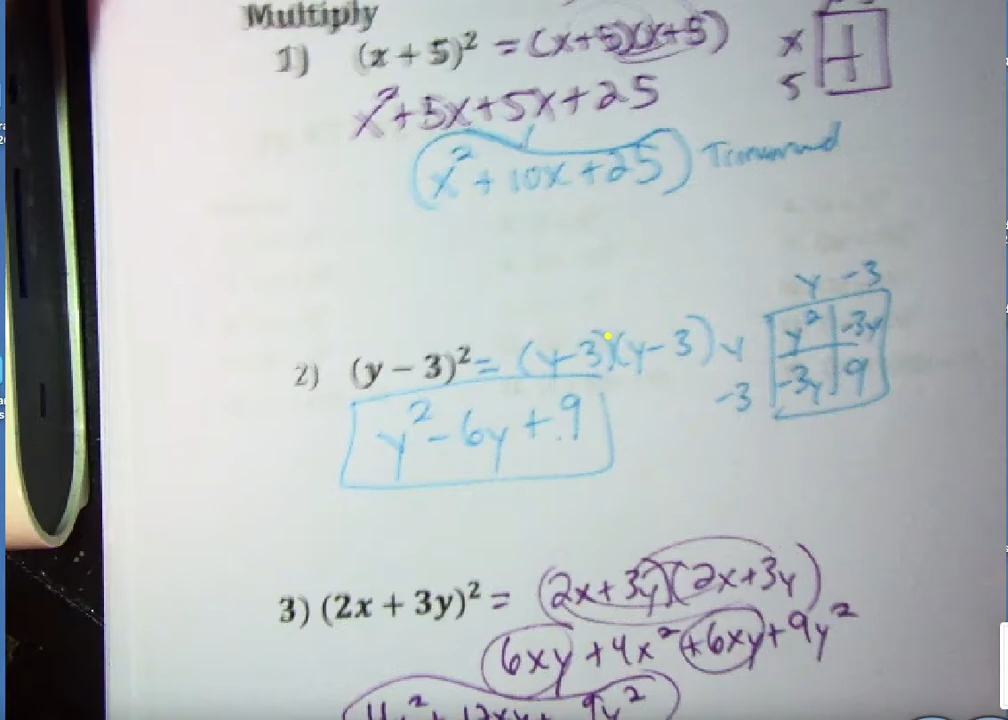 Multiply
1) (x + 5)² = (x+5)(x+5)
x
5
x²+5x+5x+25
x²+10x+25
2) (y − 3)² = (y-3)(y-3)
y -3
y
-3
y² -3y
-3y 9
y²-6y+9
3) (2x + 3y)² = (2x+3y)(2x+3y)
6xy+4x²+6xy+9y²